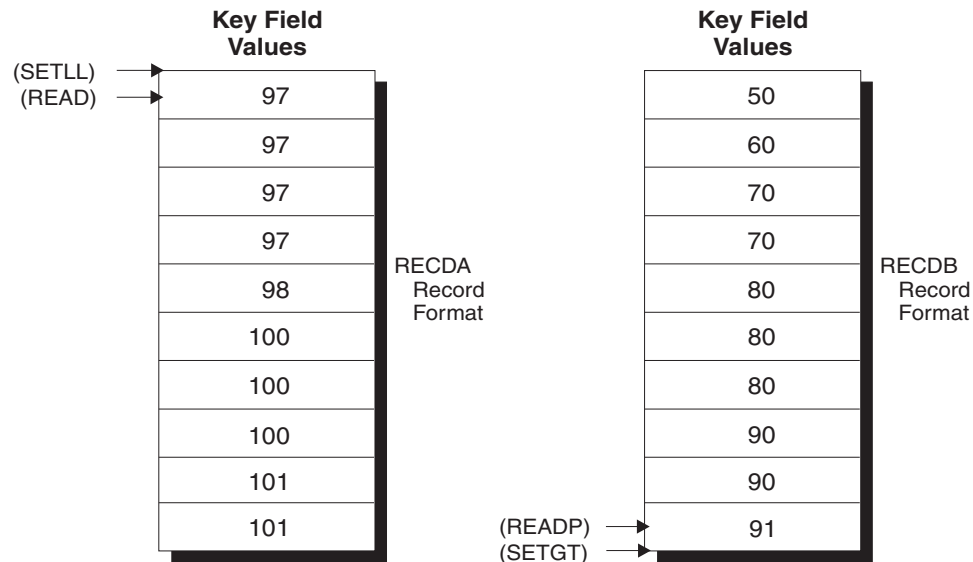 Key Field
Values
(SETLL)
(READ)
97
97
97
97
98
100
100
100
101
101
RECDA
Record
Format
Key Field
Values
50
60
70
70
80
80
80
90
90
91
(READP)
(SETGT)
RECDB
Record
Format